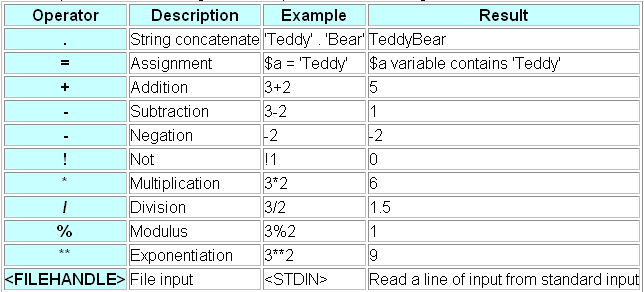 Operator Description Example Result
. String concatenate 'Teddy' . 'Bear' TeddyBear
= Assignment $a = 'Teddy' $a variable contains 'Teddy'
+ Addition 3+2 5
- Subtraction 3-2 1
- Negation -2 -2
! Not !1 0
* Multiplication 3*2 6
/ Division 3/2 1.5
% Modulus 3%2 1
** Exponentiation 3**2 9
<FILEHANDLE> File input <STDIN> Read a line of input from standard input